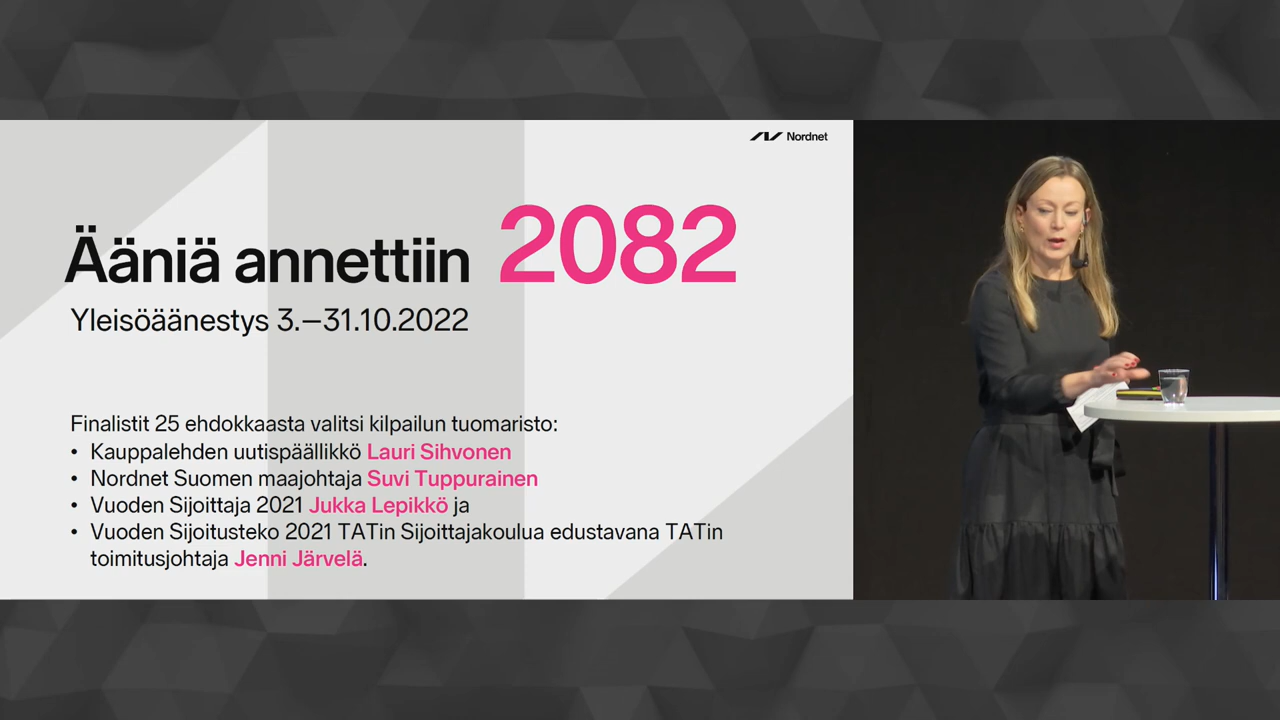 Nordnet
Ääniä annettiin 2082
Yleisöäänestys 3.–31.10.2022
Finalistit 25 ehdokkaasta valitsi kilpailun tuomaristo:
• Kauppalehden uutispäällikkö Lauri Sihvonen
• Nordnet Suomen maajohtaja Suvi Tuppurainen
• Vuoden Sijoittaja 2021 Jukka Lepikkö ja
• Vuoden Sijoitusteko 2021 TATin Sijoittajakoulua edustavana TATin
toimitusjohtaja Jenni Järvelä.